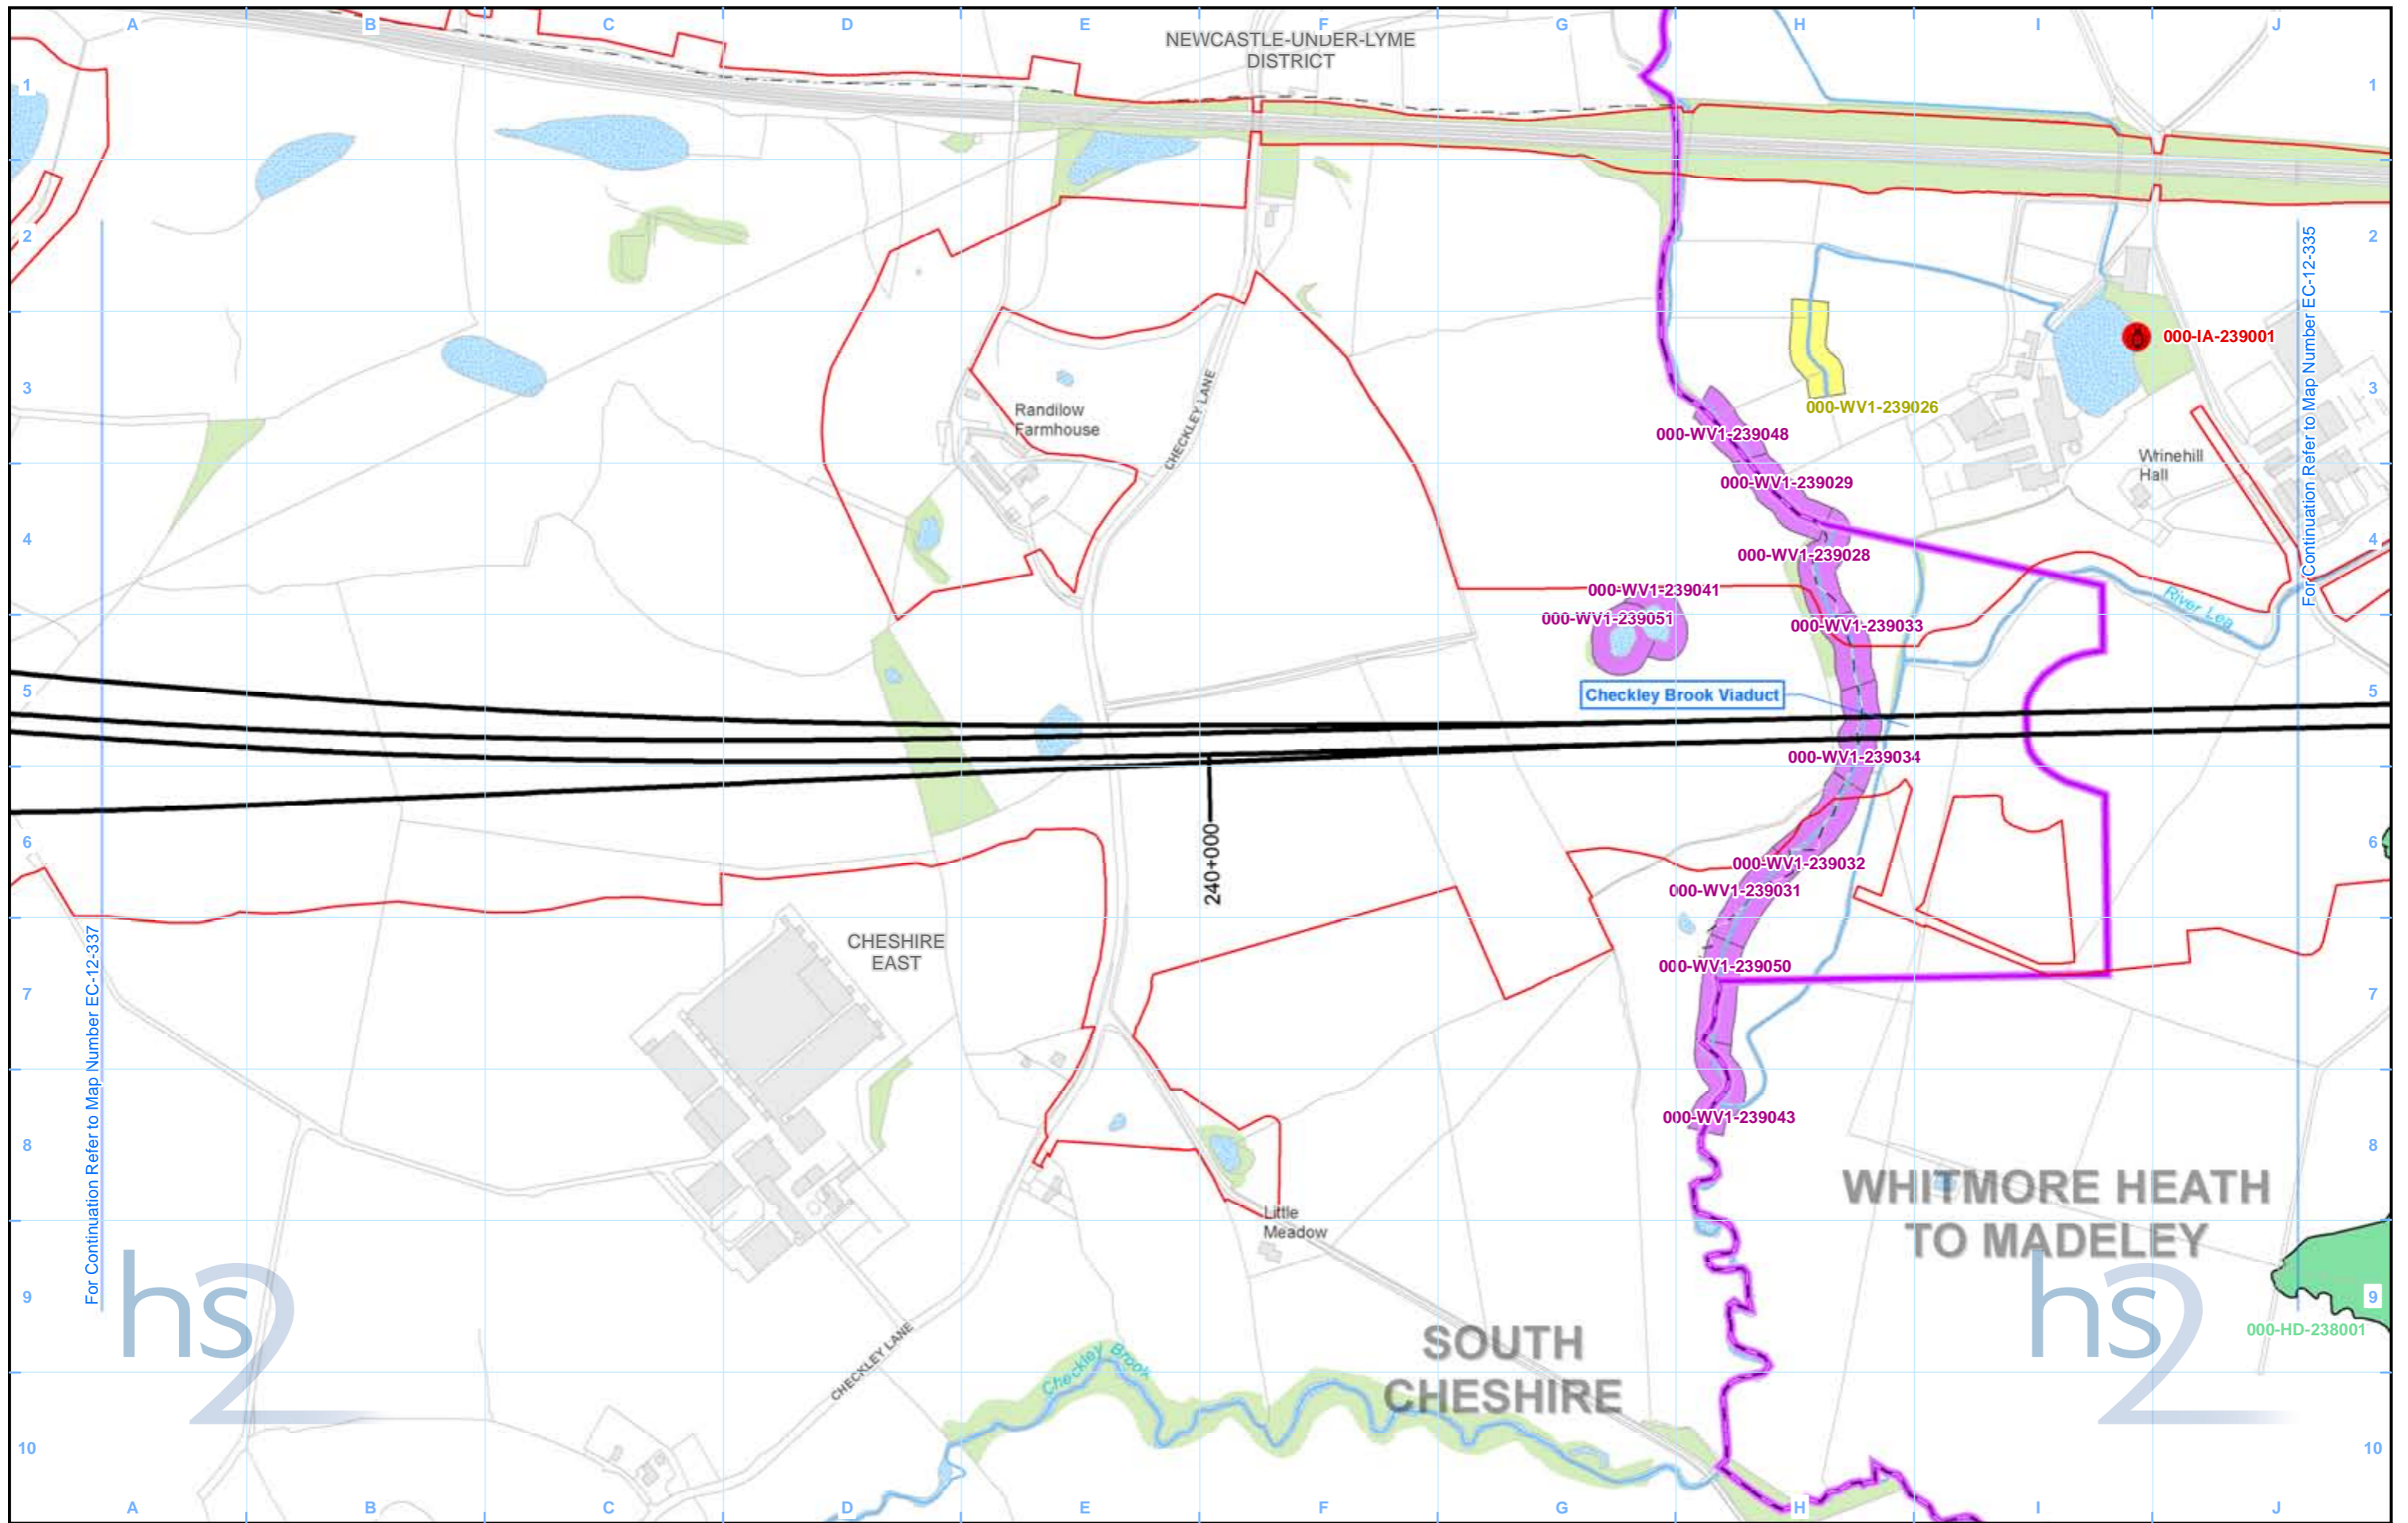 A B C D E F G H I J
NEWCASTLE-UNDER-LYME
DISTRICT
1 1
2 2
For Continuation Refer to Map Number EC-12-335
000-IA-239001
3 3
Randilow
Farmhouse
CHECKLEY LANE
000-WV1-239026
000-WV1-239048
Wrinehill
Hall
000-WV1-239029
4 4
000-WV1-239028
000-WV1-239041
River Lea
000-WV1-239051
000-WV1-239033
5 5
Checkley Brook Viaduct
000-WV1-239034
6 6
240+000
000-WV1-239032
000-WV1-239031
For Continuation Refer to Map Number EC-12-337
CHESHIRE
EAST
000-WV1-239050
7 7
000-WV1-239043
8 8
WHITMORE HEATH
TO MADELEY
Little
Meadow
hs2
hs2
9 9
000-HD-238001
CHECKLEY LANE
SOUTH
CHESHIRE
Checkley Brook
10 10
A B C D E F G H I J